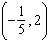 (-1/5, 2)